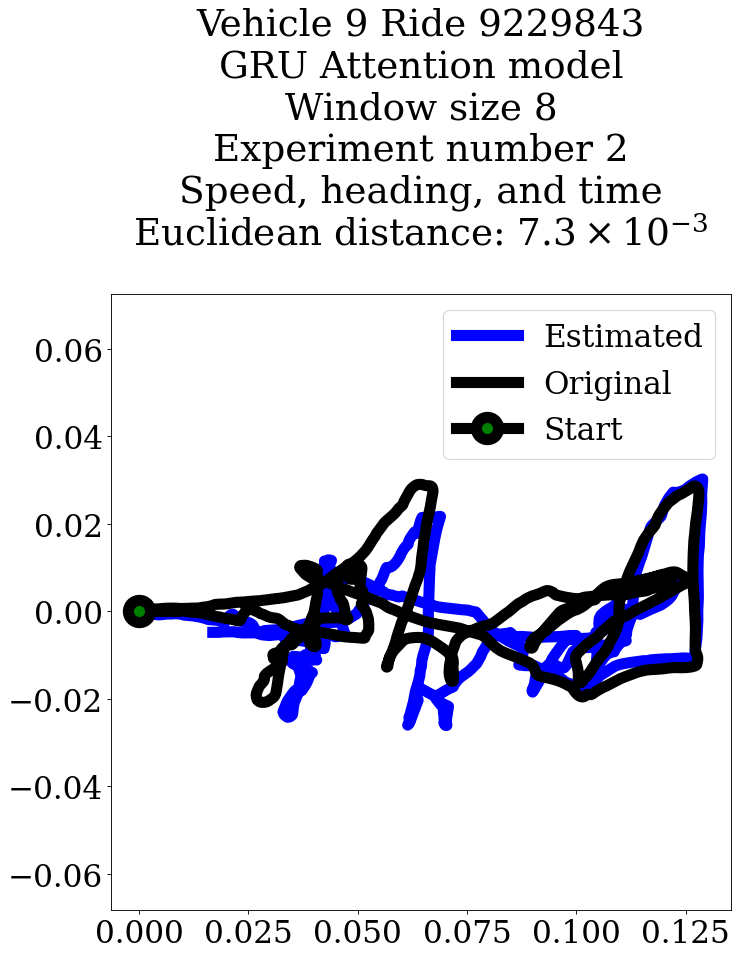 Vehicle 9 Ride 9229843
GRU Attention model
Window size 8
Experiment number 2
Speed, heading, and time
Euclidean distance: 7.3 × 10⁻³
Estimated
Original
Start
0.06
0.04
0.02
0.00
−0.02
−0.04
−0.06
0.000 0.025 0.050 0.075 0.100 0.125